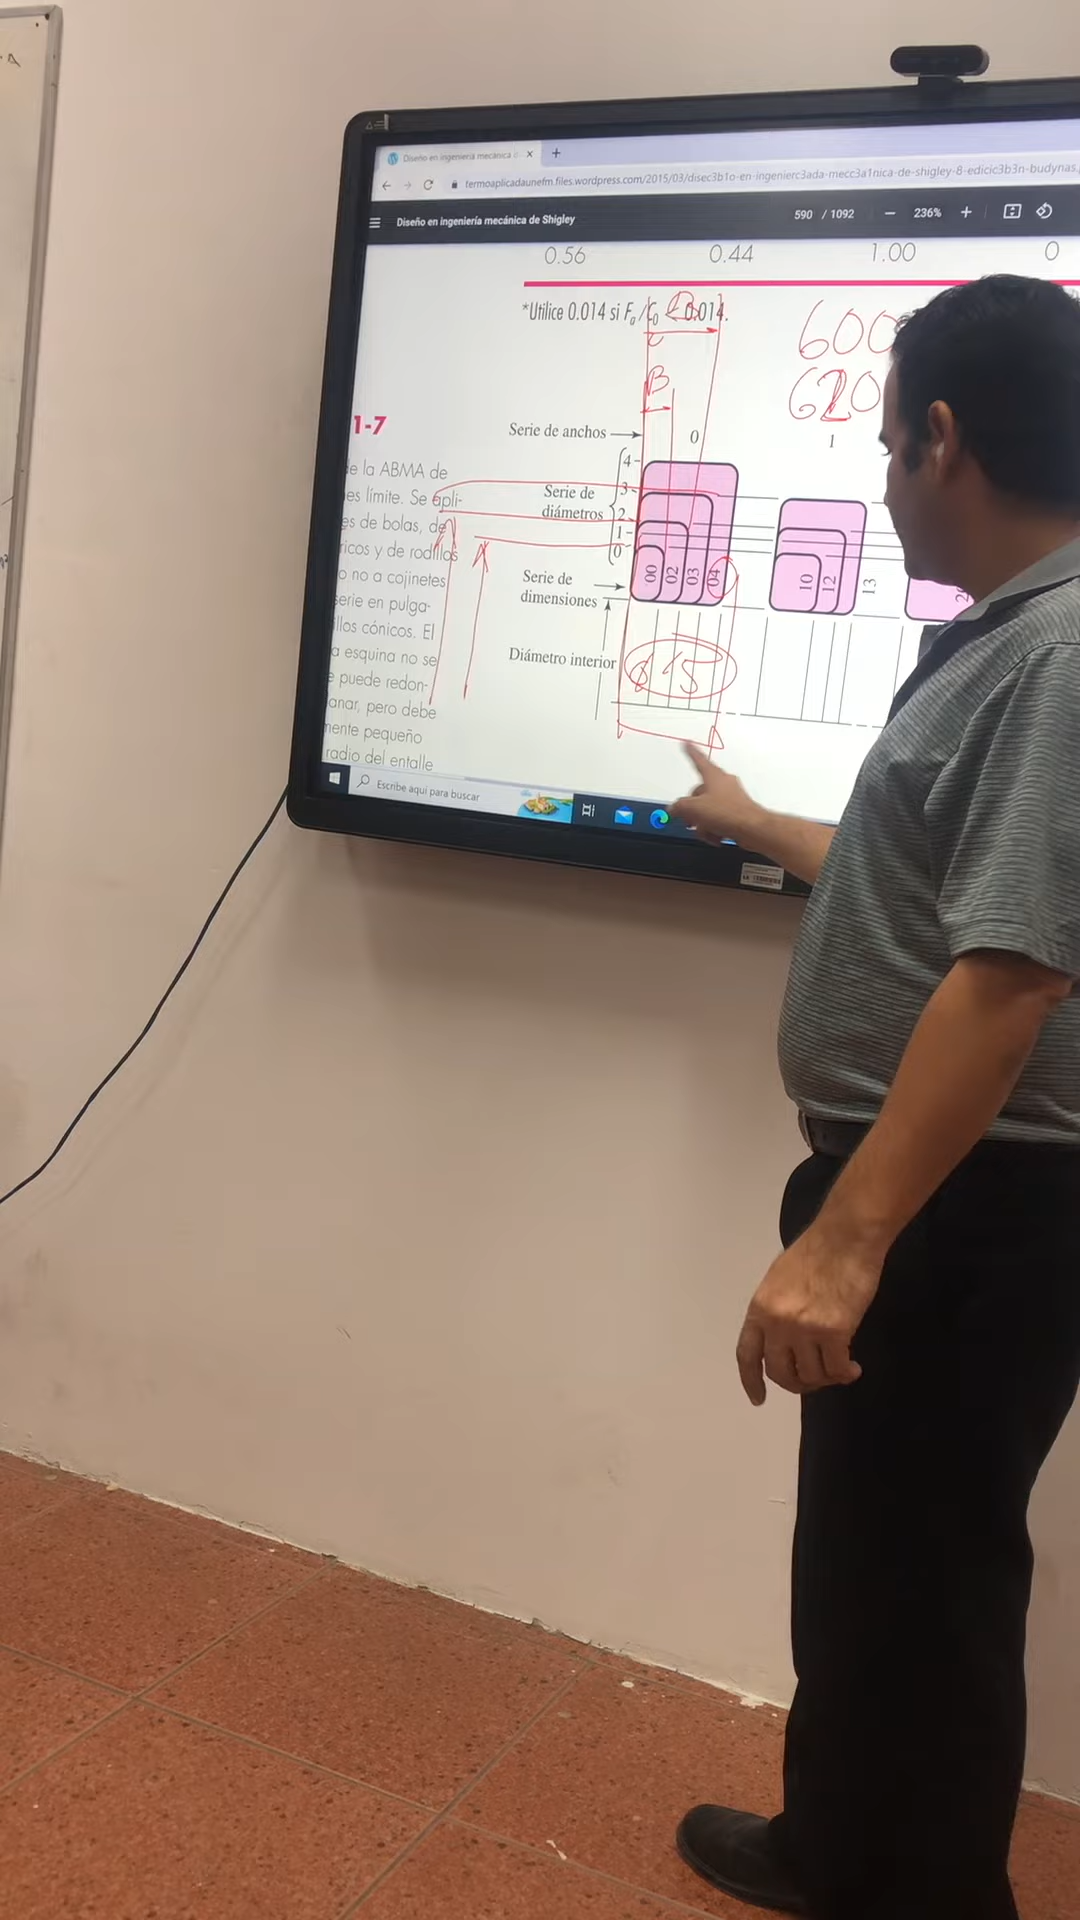 Diseño en ingeniería mecánica
termoaplicadaunefm.files.wordpress.com/2015/03/disec3b1o-en-ingenierc3ada-mecc3a1nica-de-shigley-8-edicic3b3n-budynas.
Diseño en ingeniería mecánica de Shigley
590 / 1092
236%
0.56 0.44 1.00 0
*Utilice 0.014 si Fa /C0 < 0.014.
600
620
B
1-7
Serie de anchos
0
1
e la ABMA de
es límite. Se apli-
es de bolas, de
ricos y de rodillos
o no a cojinetes
serie en pulga-
llos cónicos. El
a esquina no se
e puede redon-
anar, pero debe
mente pequeño
radio del entalle
4
3
Serie de
diámetros
2
1
0
Serie de
dimensiones
00 02 03 04
10 12 13
Diámetro interior
15
Escribe aquí para buscar